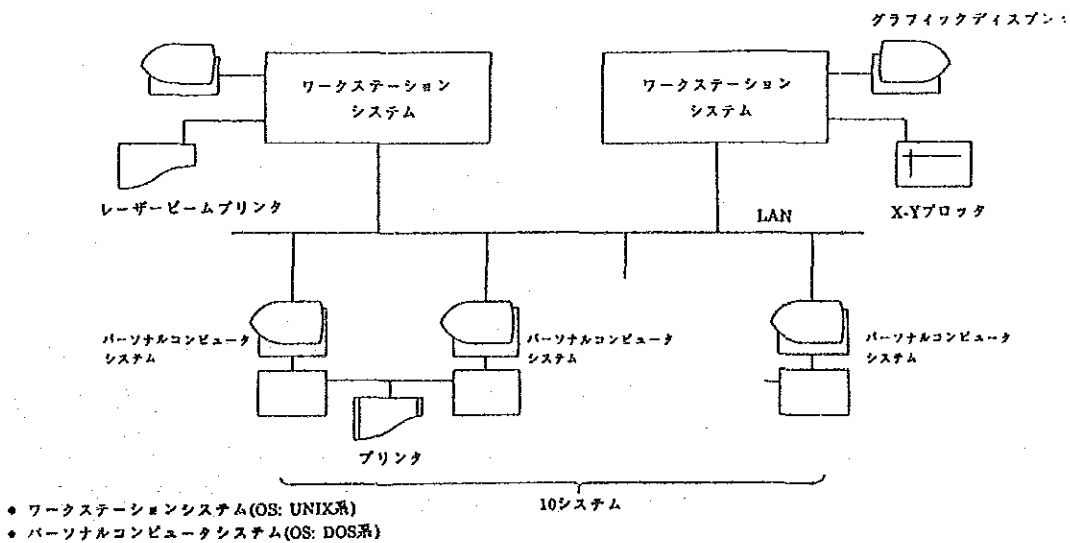 グラフィックディスプレ
ワークステーション
システム
ワークステーション
システム
レーザービームプリンタ
X-Yプロッタ
LAN
パーソナルコンピュータ
システム
パーソナルコンピュータ
システム
パーソナルコンピュータ
システム
プリンタ
10システム
• ワークステーションシステム(OS: UNIX系)
• パーソナルコンピュータシステム(OS: DOS系)